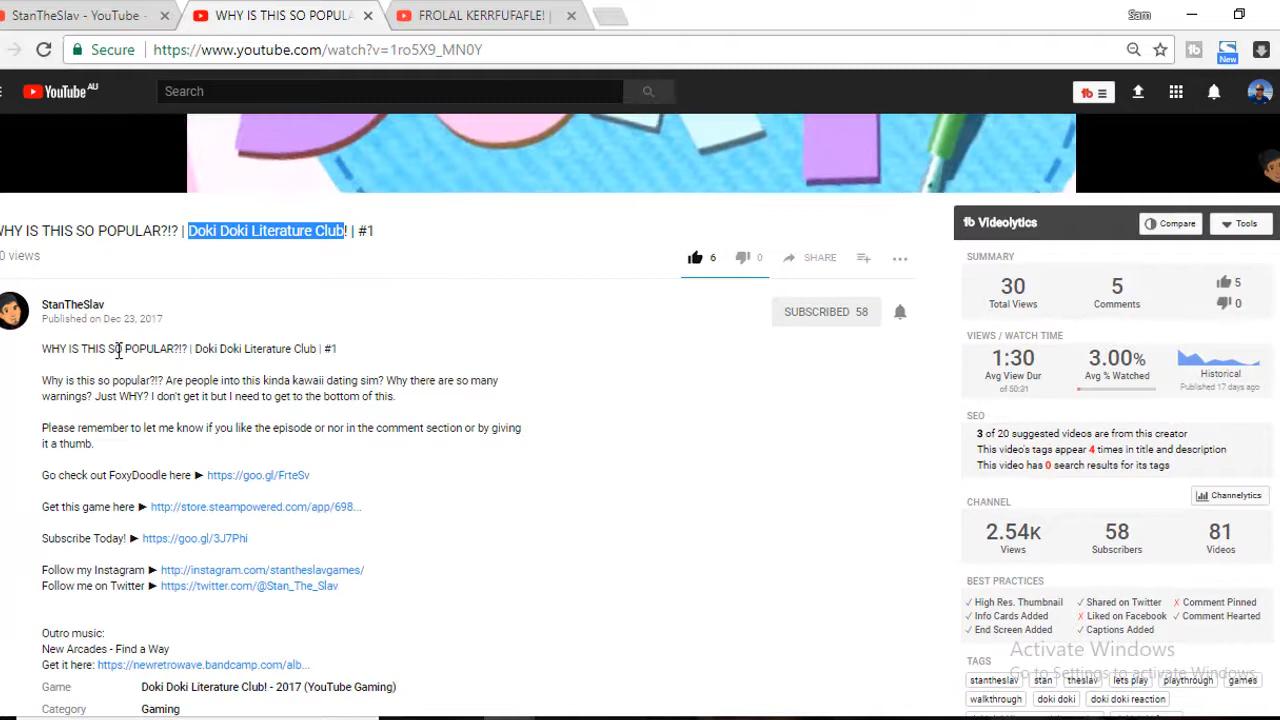 StanTheSlav - YouTube -
WHY IS THIS SO POPULA
FROLAL KERRFUFAFLE! |
Sam
Secure https://www.youtube.com/watch?v=1ro5X9_MN0Y
New
YouTube AU
Search
tb
WHY IS THIS SO POPULAR?!? | Doki Doki Literature Club! | #1
0 views
6 0 SHARE
StanTheSlav
Published on Dec 23, 2017
SUBSCRIBED 58
WHY IS THIS SO POPULAR?!? | Doki Doki Literature Club | #1
Why is this so popular?!? Are people into this kinda kawaii dating sim? Why there are so many
warnings? Just WHY? I don't get it but I need to get to the bottom of this.
Please remember to let me know if you like the episode or nor in the comment section or by giving
it a thumb.
Go check out FoxyDoodle here ► https://goo.gl/FrteSv
Get this game here ► http://store.steampowered.com/app/698...
Subscribe Today! ► https://goo.gl/3J7Phi
Follow my Instagram ► http://instagram.com/stantheslavgames/
Follow me on Twitter ► https://twitter.com/@Stan_The_Slav
Outro music:
New Arcades - Find a Way
Get it here: https://newretrowave.bandcamp.com/alb...
Game Doki Doki Literature Club! - 2017 (YouTube Gaming)
Category Gaming
tb Videolytics Compare Tools
SUMMARY
30 5 5
Total Views Comments 0
VIEWS / WATCH TIME
1:30 3.00%
Avg View Dur Avg % Watched Historical
of 50:31 Published 17 days ago
SEO
3 of 20 suggested videos are from this creator
This video's tags appear 4 times in title and description
This video has 0 search results for its tags
CHANNEL Channelytics
2.54K 58 81
Views Subscribers Videos
BEST PRACTICES
✓ High Res. Thumbnail ✓ Shared on Twitter ✗ Comment Pinned
✓ Info Cards Added ✗ Liked on Facebook ✓ Comment Hearted
✓ End Screen Added ✓ Captions Added
Activate Windows
Go to Settings to activate Windows.
TAGS
stantheslav stan theslav lets play playthrough games
walkthrough doki doki doki doki reaction